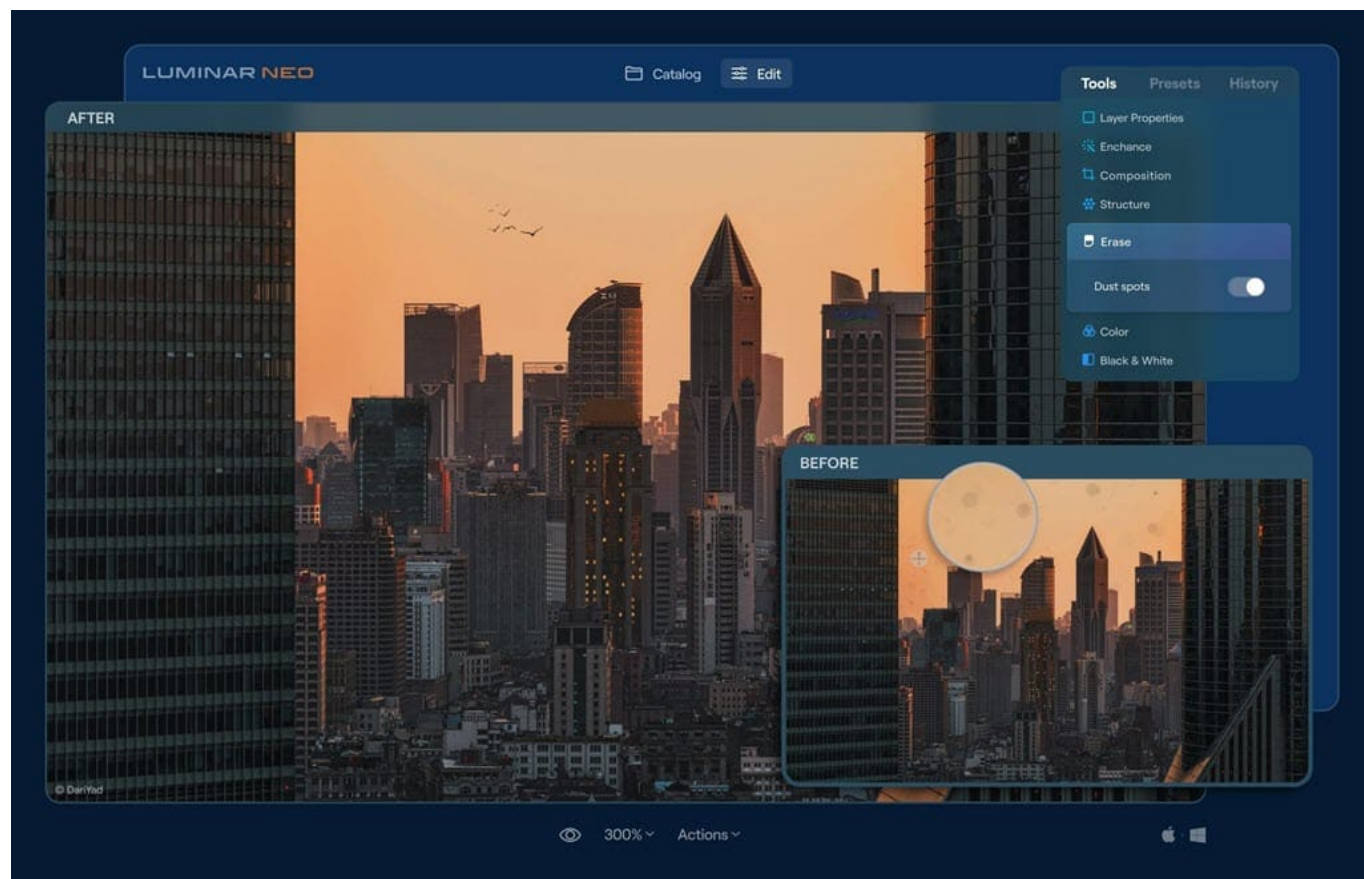 LUMINAR NEO
Catalog
Edit
Tools Presets History
AFTER
Layer Properties
Enchance
Composition
Structure
Erase
Dust spots
Color
Black & White
BEFORE
© DariYad
300%
Actions